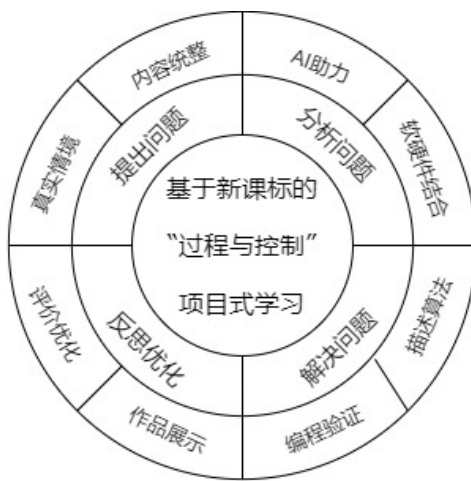 内容统整
AI助力
真实情境
提出问题
分析问题
软硬件结合
基于新课标的
“过程与控制”
项目式学习
评价优化
反思优化
解决问题
描述算法
作品展示
编程验证